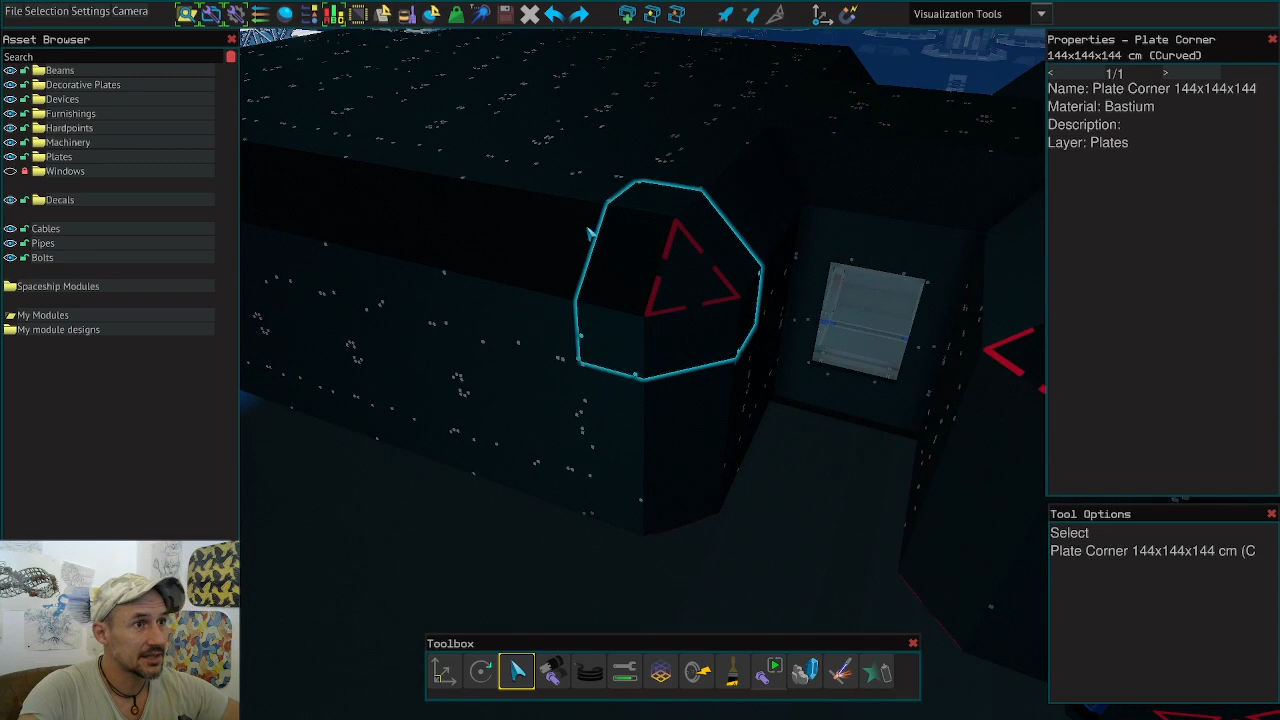 File Selection Settings Camera
Visualization Tools
Asset Browser
Search
Beams
Decorative Plates
Devices
Furnishings
Hardpoints
Machinery
Plates
Windows
Decals
Cables
Pipes
Bolts
Spaceship Modules
My Modules
My module designs
Properties - Plate Corner
144x144x144 cm (Curved)
< 1/1 >
Name: Plate Corner 144x144x144
Material: Bastium
Description:
Layer: Plates
Tool Options
Select
Plate Corner 144x144x144 cm (C
Toolbox